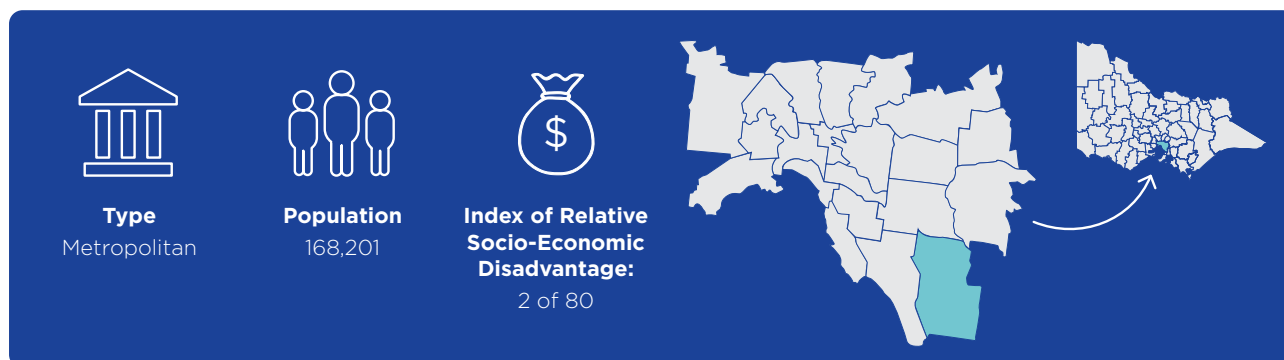 Type
Metropolitan
Population
168,201
$
Index of Relative
Socio-Economic
Disadvantage:
2 of 80